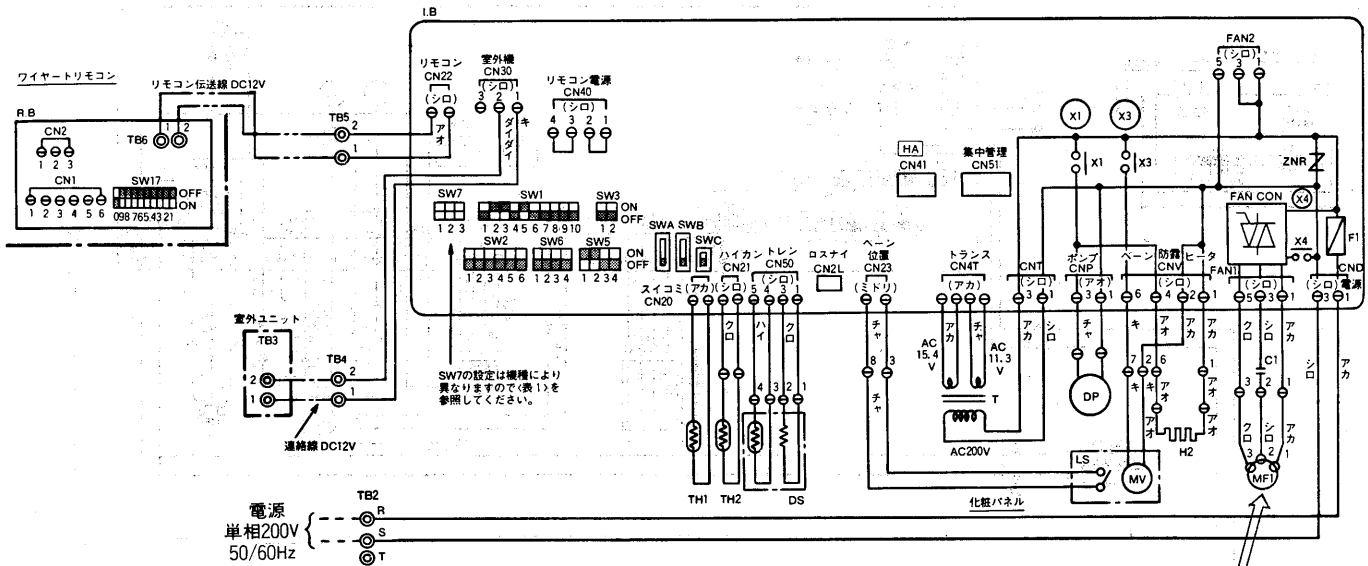 I.B
ワイヤートリモコン
リモコン伝送線 DC12V
R.B
CN2
1 2 3
TB6
1 2
CN1
1 2 3 4 5 6
SW17
OFF
ON
098765.4321
TB5
2
1
リモコン
CN22
(シロ)
アオ
室外機
CN30
(シロ)
3 2 1
ダイダイ
キ
リモコン電源
CN40
(シロ)
4 3 2 1
SW7
1 2 3
SW1
1 2 3 4 5 6 7 8 9 10
SW3
ON
OFF
1 2
SW2
1 2 3 4 5 6
SW6
1 2 3 4
SW5
ON
OFF
1 2 3 4
SWA
SWB
SWC
HA
CN41
集中管理
CN51
X1
X3
X1
X3
FAN2
(シロ)
5 3 1
ZNR
FAN CON
X4
X4
F1
スイコミ
(アカ)
CN20
ハイカン
CN21
(シロ)
ドレン
CN50
(シロ)
5 4 3 1
ロスナイ
CN2L
ベーン
位置
CN23
(ミドリ)
トランス
CN4T
(アカ)
CNT
(シロ)
3 1
ポンプ
CNP
(アオ)
3 1
ベーン
防露ヒータ
CNV
(シロ)
6 4 2 1
FAN1
(シロ)
5 3 1
CND
(シロ)
電源
3 1
クロ
ハイ
クロ
チャ
チャ
アカ
チャ
アカ
シロ
チャ
キ
アオ
アカ
アカ
クロ
シロ
アカ
シロ
アカ
8 3
チャ
AC
15.4
V
AC
11.3
V
T
AC200V
DP
7 2 6
キ
キ
アオ
アオ
1
アオ
アオ
H2
C1
3 2 1
クロ
シロ
アカ
3 2 1
MF1
4 3 2 1
TH1
TH2
DS
LS
MV
化粧パネル
室外ユニット
TB3
2
1
TB4
2
1
連絡線 DC12V
SW7の設定は機種により
異なりますので〈表1〉を
参照してください。
電源
単相200V
50/60Hz
TB2
R
S
T